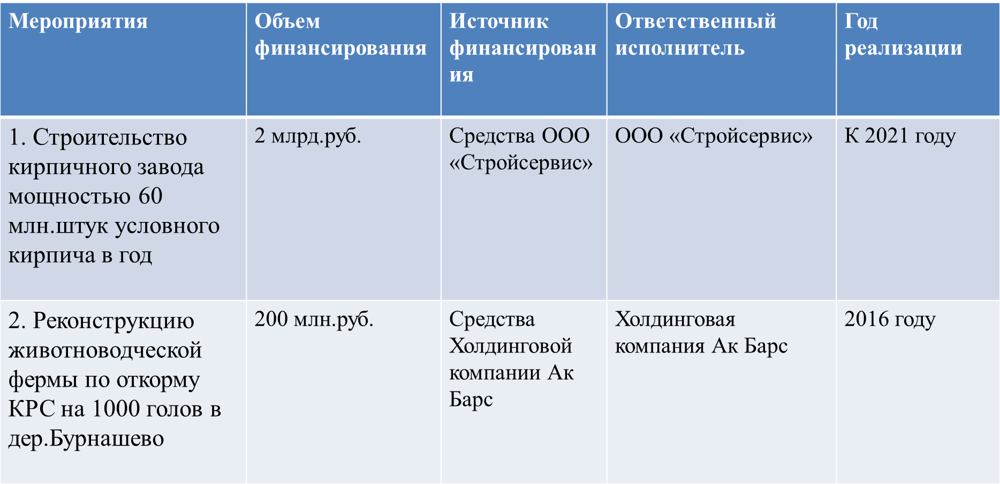 Мероприятия
Объем
финансирования
Источник
финансирован
ия
Ответственный
исполнитель
Год
реализации
1. Строительство
кирпичного завода
мощностью 60
млн.штук условного
кирпича в год
2 млрд.руб.
Средства ООО
«Стройсервис»
ООО «Стройсервис»
К 2021 году
2. Реконструкцию
животноводческой
фермы по откорму
КРС на 1000 голов в
дер.Бурнашево
200 млн.руб.
Средства
Холдинговой
компании Ак
Барс
Холдинговая
компания Ак Барс
2016 году